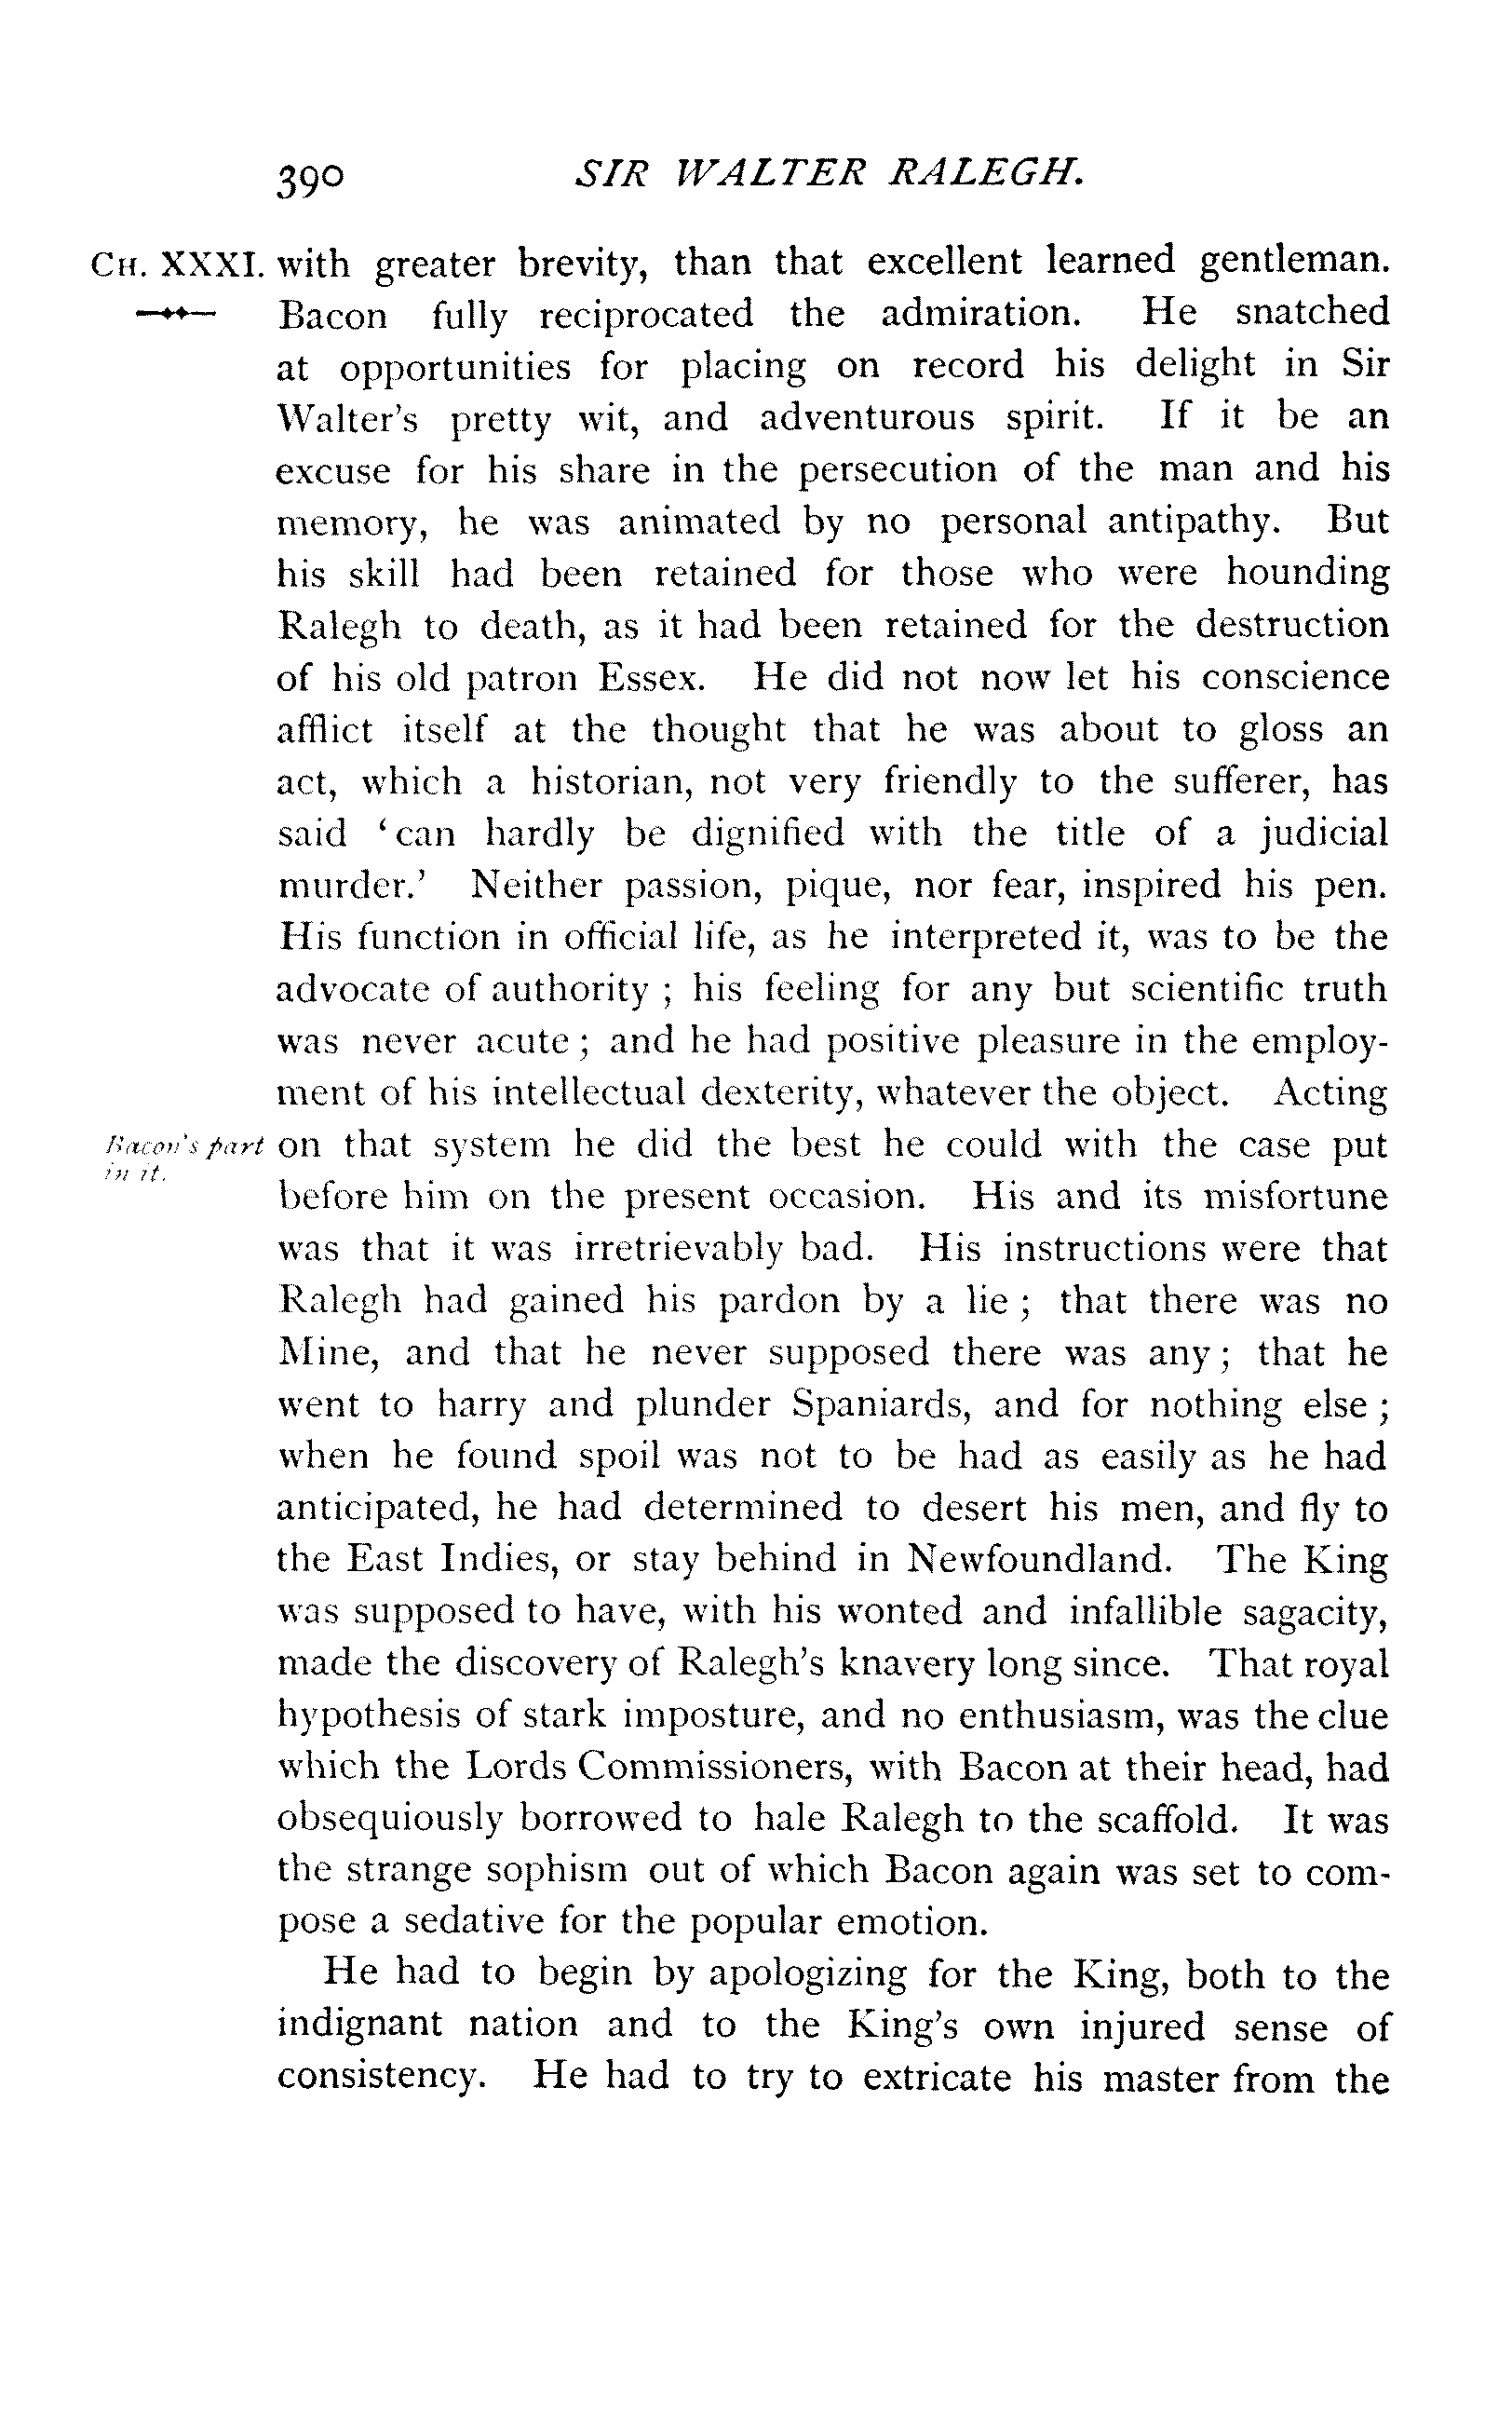 390 SIR WALTER RALEGH.
CH. XXXI. with greater brevity, than that excellent learned gentleman.
Bacon fully reciprocated the admiration. He snatched
at opportunities for placing on record his delight in Sir
Walter's pretty wit, and adventurous spirit. If it be an
excuse for his share in the persecution of the man and his
memory, he was animated by no personal antipathy. But
his skill had been retained for those who were hounding
Ralegh to death, as it had been retained for the destruction
of his old patron Essex. He did not now let his conscience
afflict itself at the thought that he was about to gloss an
act, which a historian, not very friendly to the sufferer, has
said ‘can hardly be dignified with the title of a judicial
murder.’ Neither passion, pique, nor fear, inspired his pen.
His function in official life, as he interpreted it, was to be the
advocate of authority ; his feeling for any but scientific truth
was never acute ; and he had positive pleasure in the employ-
ment of his intellectual dexterity, whatever the object. Acting
Bacon's part
in it.
on that system he did the best he could with the case put
before him on the present occasion. His and its misfortune
was that it was irretrievably bad. His instructions were that
Ralegh had gained his pardon by a lie ; that there was no
Mine, and that he never supposed there was any ; that he
went to harry and plunder Spaniards, and for nothing else ;
when he found spoil was not to be had as easily as he had
anticipated, he had determined to desert his men, and fly to
the East Indies, or stay behind in Newfoundland. The King
was supposed to have, with his wonted and infallible sagacity,
made the discovery of Ralegh's knavery long since. That royal
hypothesis of stark imposture, and no enthusiasm, was the clue
which the Lords Commissioners, with Bacon at their head, had
obsequiously borrowed to hale Ralegh to the scaffold. It was
the strange sophism out of which Bacon again was set to com-
pose a sedative for the popular emotion.
He had to begin by apologizing for the King, both to the
indignant nation and to the King's own injured sense of
consistency. He had to try to extricate his master from the